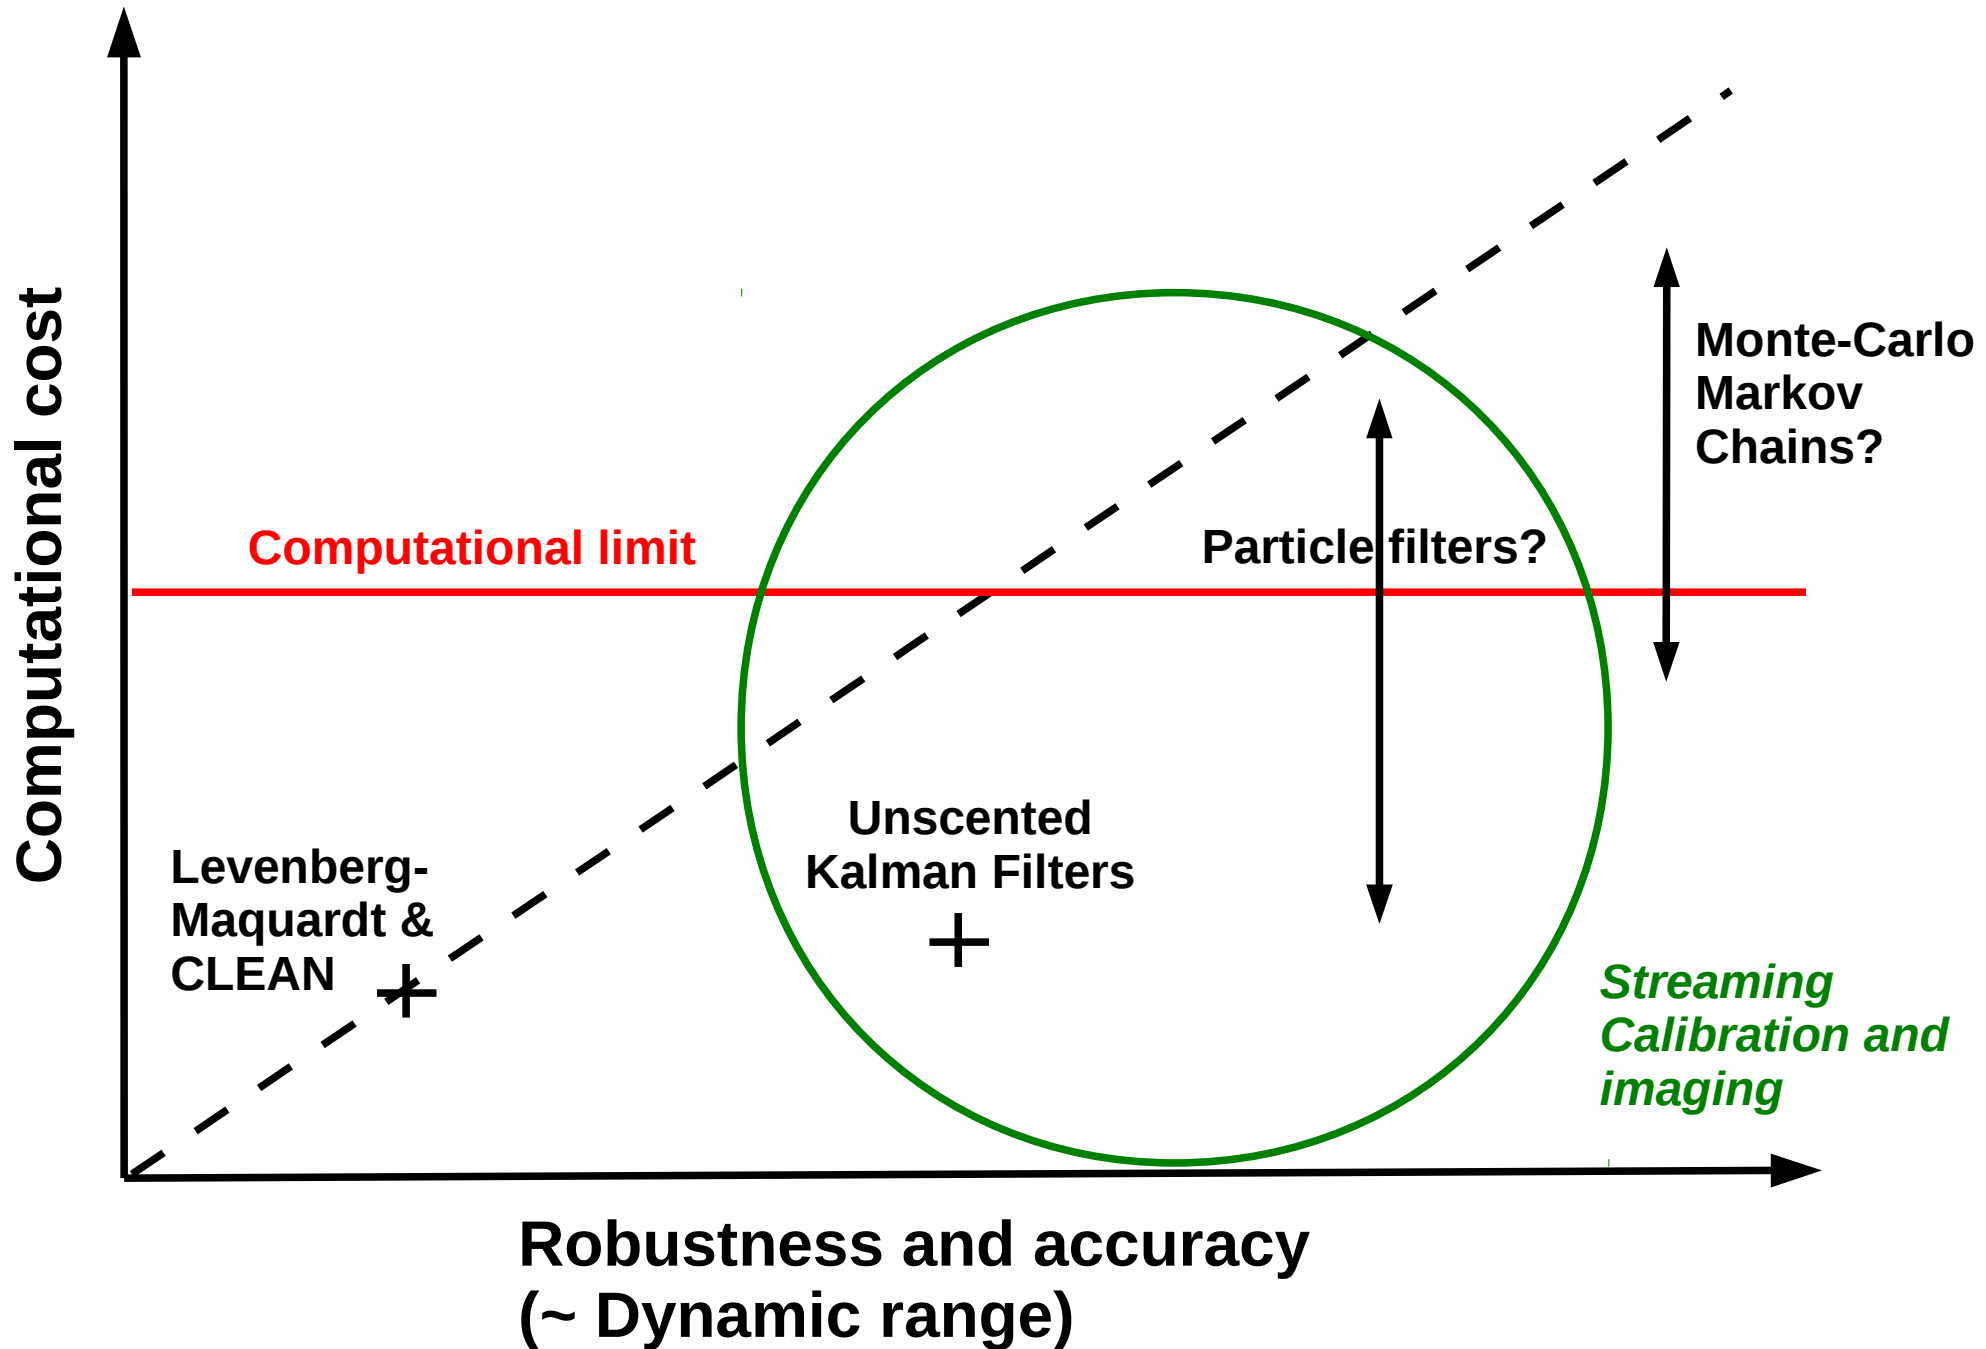 Computational cost
Monte-Carlo
Markov
Chains?
Computational limit
Particle filters?
Unscented
Kalman Filters
Levenberg-
Maquardt &
CLEAN
Streaming
Calibration and
imaging
Robustness and accuracy
(~ Dynamic range)